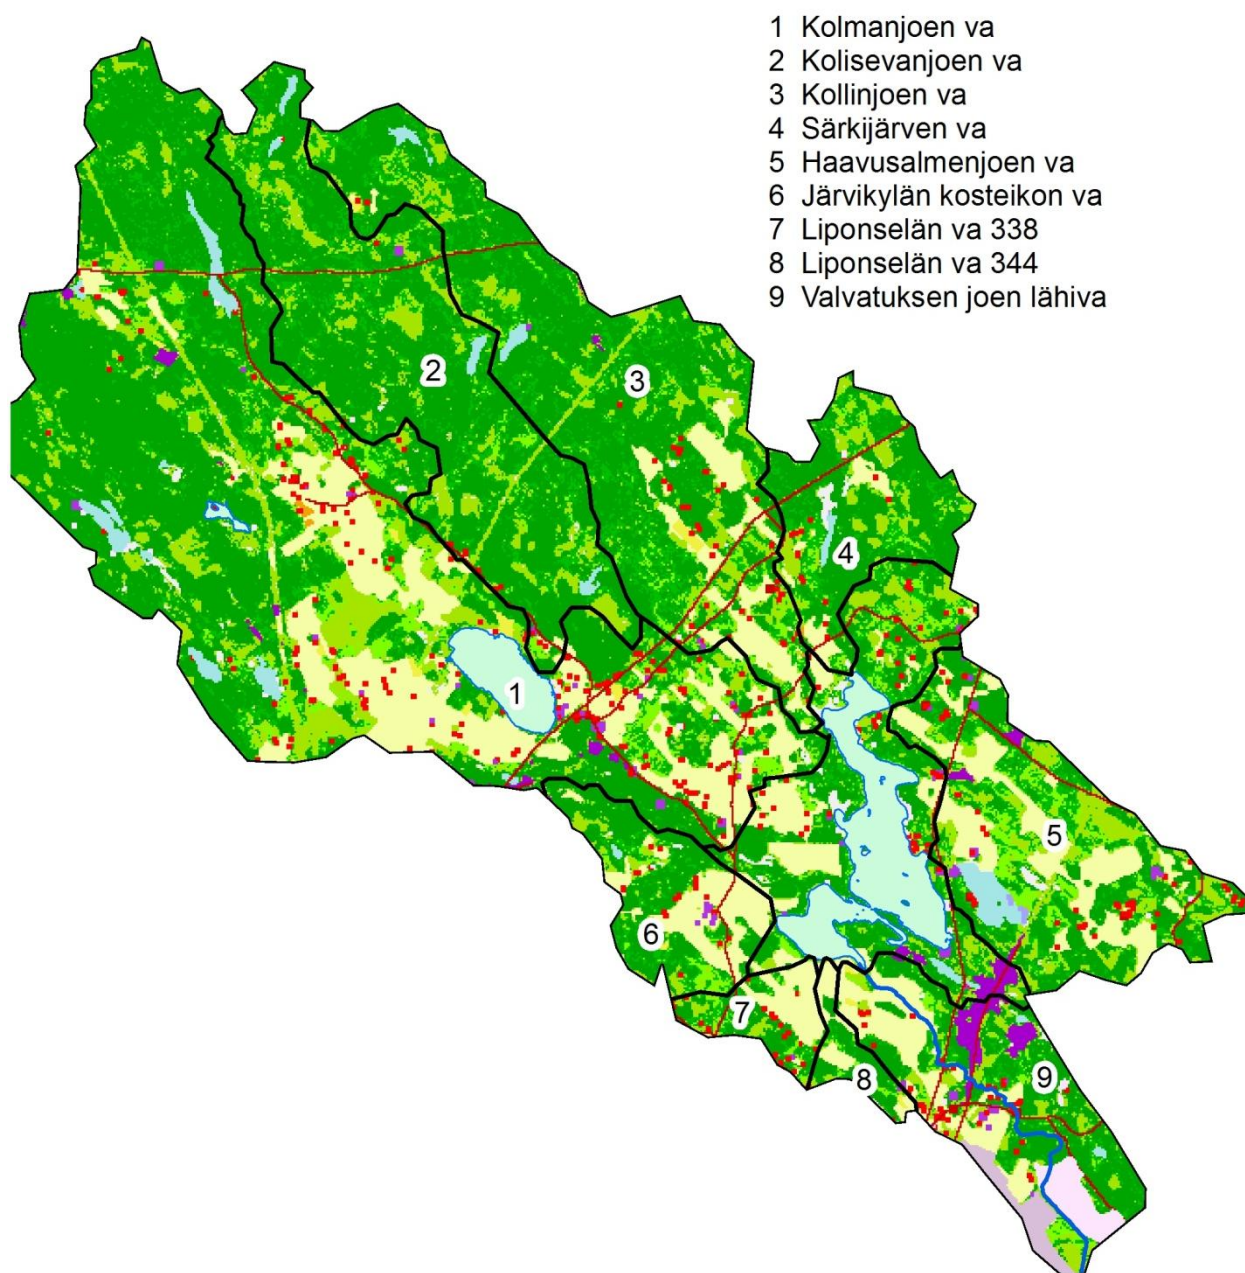 1 Kolmanjoen va
2 Kolisevanjoen va
3 Kollinjoen va
4 Särkijärven va
5 Haavusalmenjoen va
6 Järvikylän kosteikon va
7 Liponselän va 338
8 Liponselän va 344
9 Valvatuksen joen lähiva
2
3
4
1
5
6
7
8
9